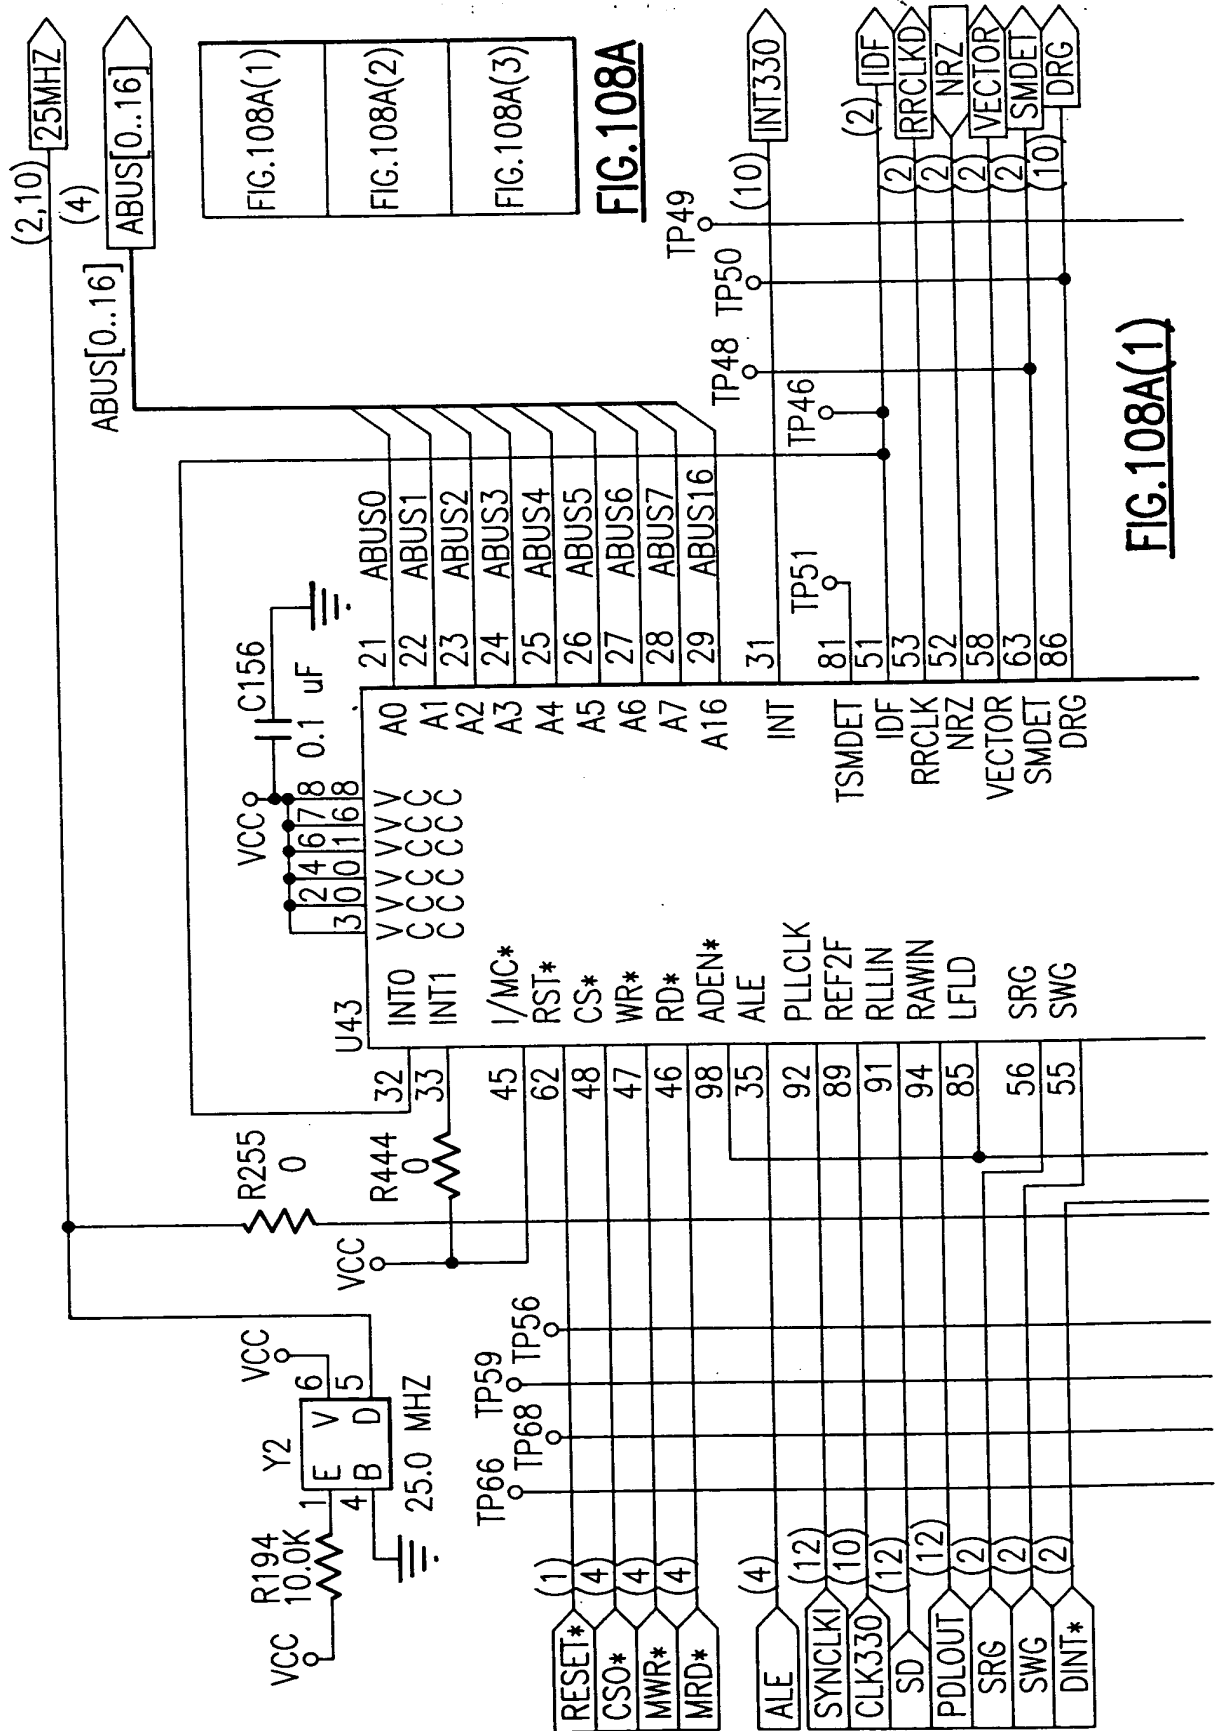 (2,10)
25MHZ
(4)
ABUS[0..16]
ABUS[0..16]
FIG.108A(1)
FIG.108A(2)
FIG.108A(3)
FIG.108A
VCC
R194
10.0K
Y2
1 E V 6
4 B D 5
VCC
25.0 MHZ
R255
0
R444
0
VCC
VCC
C156
0.1 uF
3 2 4 6 7 8
0 0 1 6 8
V V V V V V
C C C C C C
C C C C C C
U43
32 INT0
33 INT1
45 I/MC*
62 RST*
48 CS*
47 WR*
46 RD*
98 ADEN*
35 ALE
92 PLLCLK
89 REF2F
91 RLLIN
94 RAWIN
85 LFLD
56 SRG
55 SWG
A0 21 ABUS0
A1 22 ABUS1
A2 23 ABUS2
A3 24 ABUS3
A4 25 ABUS4
A5 26 ABUS5
A6 27 ABUS6
A7 28 ABUS7
A16 29 ABUS16
INT 31
TSMDET 81
IDF 51
RRCLK 53
NRZ 52
VECTOR 58
SMDET 63
DRG 86
TP51
TP46
TP48
TP50
TP49
(10) INT330
(2) IDF
(2) RRCLKD
(2) NRZ
(2) VECTOR
(2) SMDET
(10) DRG
TP66
TP68
TP59
TP56
RESET* (1)
CSO* (4)
MWR* (4)
MRD* (4)
ALE (4)
SYNCLKI (12)
CLK330 (10)
SD (12)
PDLOUT (12)
SRG (2)
SWG (2)
DINT* (2)
FIG.108A(1)